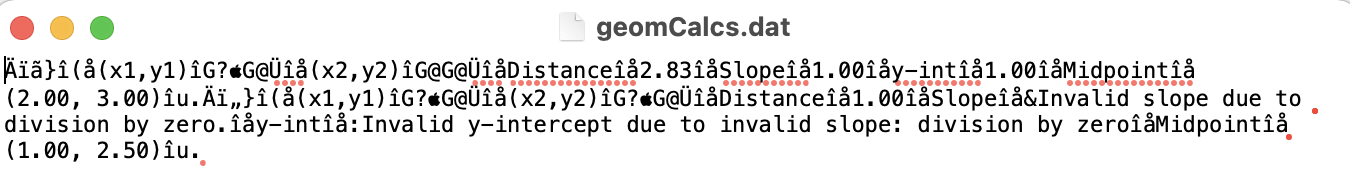 geomCalcs.dat
Äïã}î(å(x1,y1)îG?G@Üîå(x2,y2)îG@G@ÜîåDistanceîå2.83îåSlopeîå1.00îåy-intîå1.00îåMidpointîå
(2.00, 3.00)îu.Äï„}î(å(x1,y1)îG?G@Üîå(x2,y2)îG?G@ÜîåDistanceîå1.00îåSlopeîå&Invalid slope due to
division by zero.îåy-intîå:Invalid y-intercept due to invalid slope: division by zeroîåMidpointîå
(1.00, 2.50)îu.